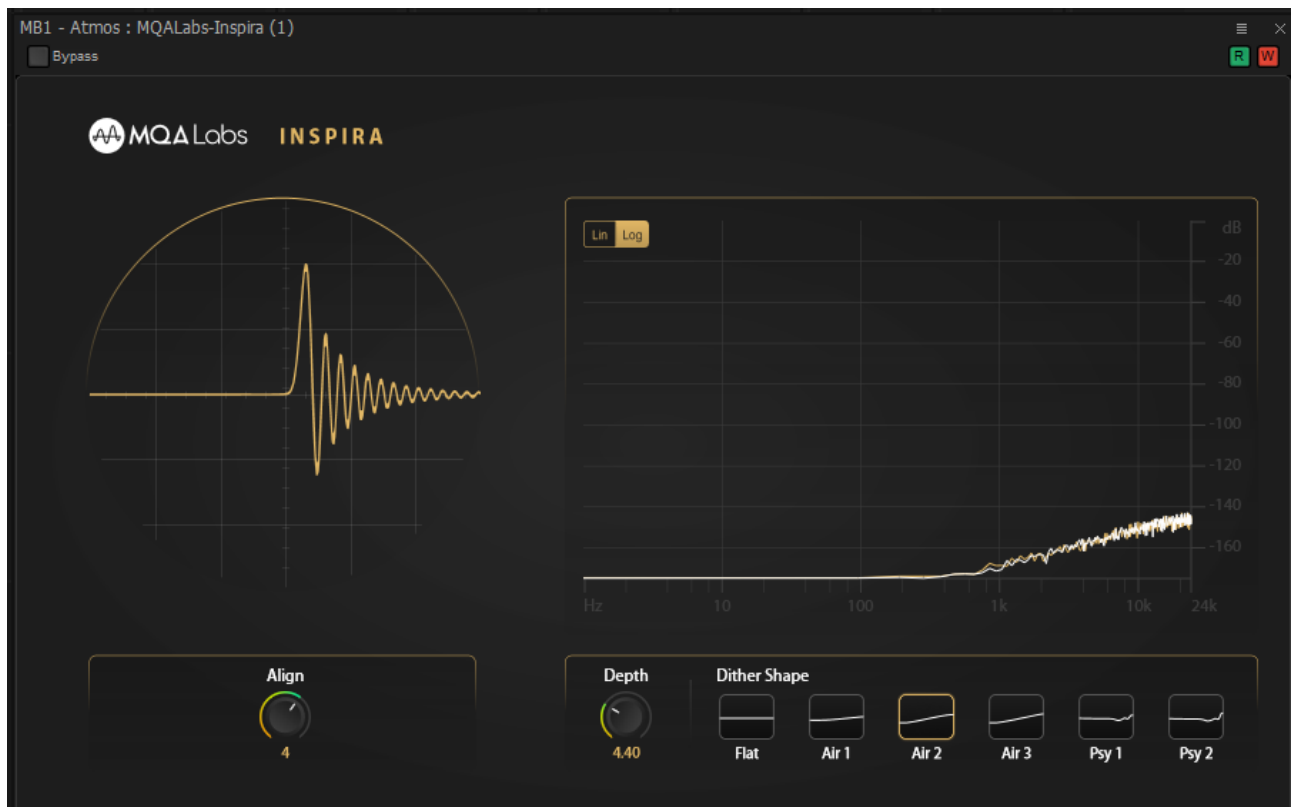 MB1 - Atmos : MQALabs-Inspira (1)
Bypass
R W
MQA Labs INSPIRA
Lin Log
dB
-20
-40
-60
-80
-100
-120
-140
-160
Hz 10 100 1k 10k 24k
Align
4
Depth
4.40
Dither Shape
Flat Air 1 Air 2 Air 3 Psy 1 Psy 2